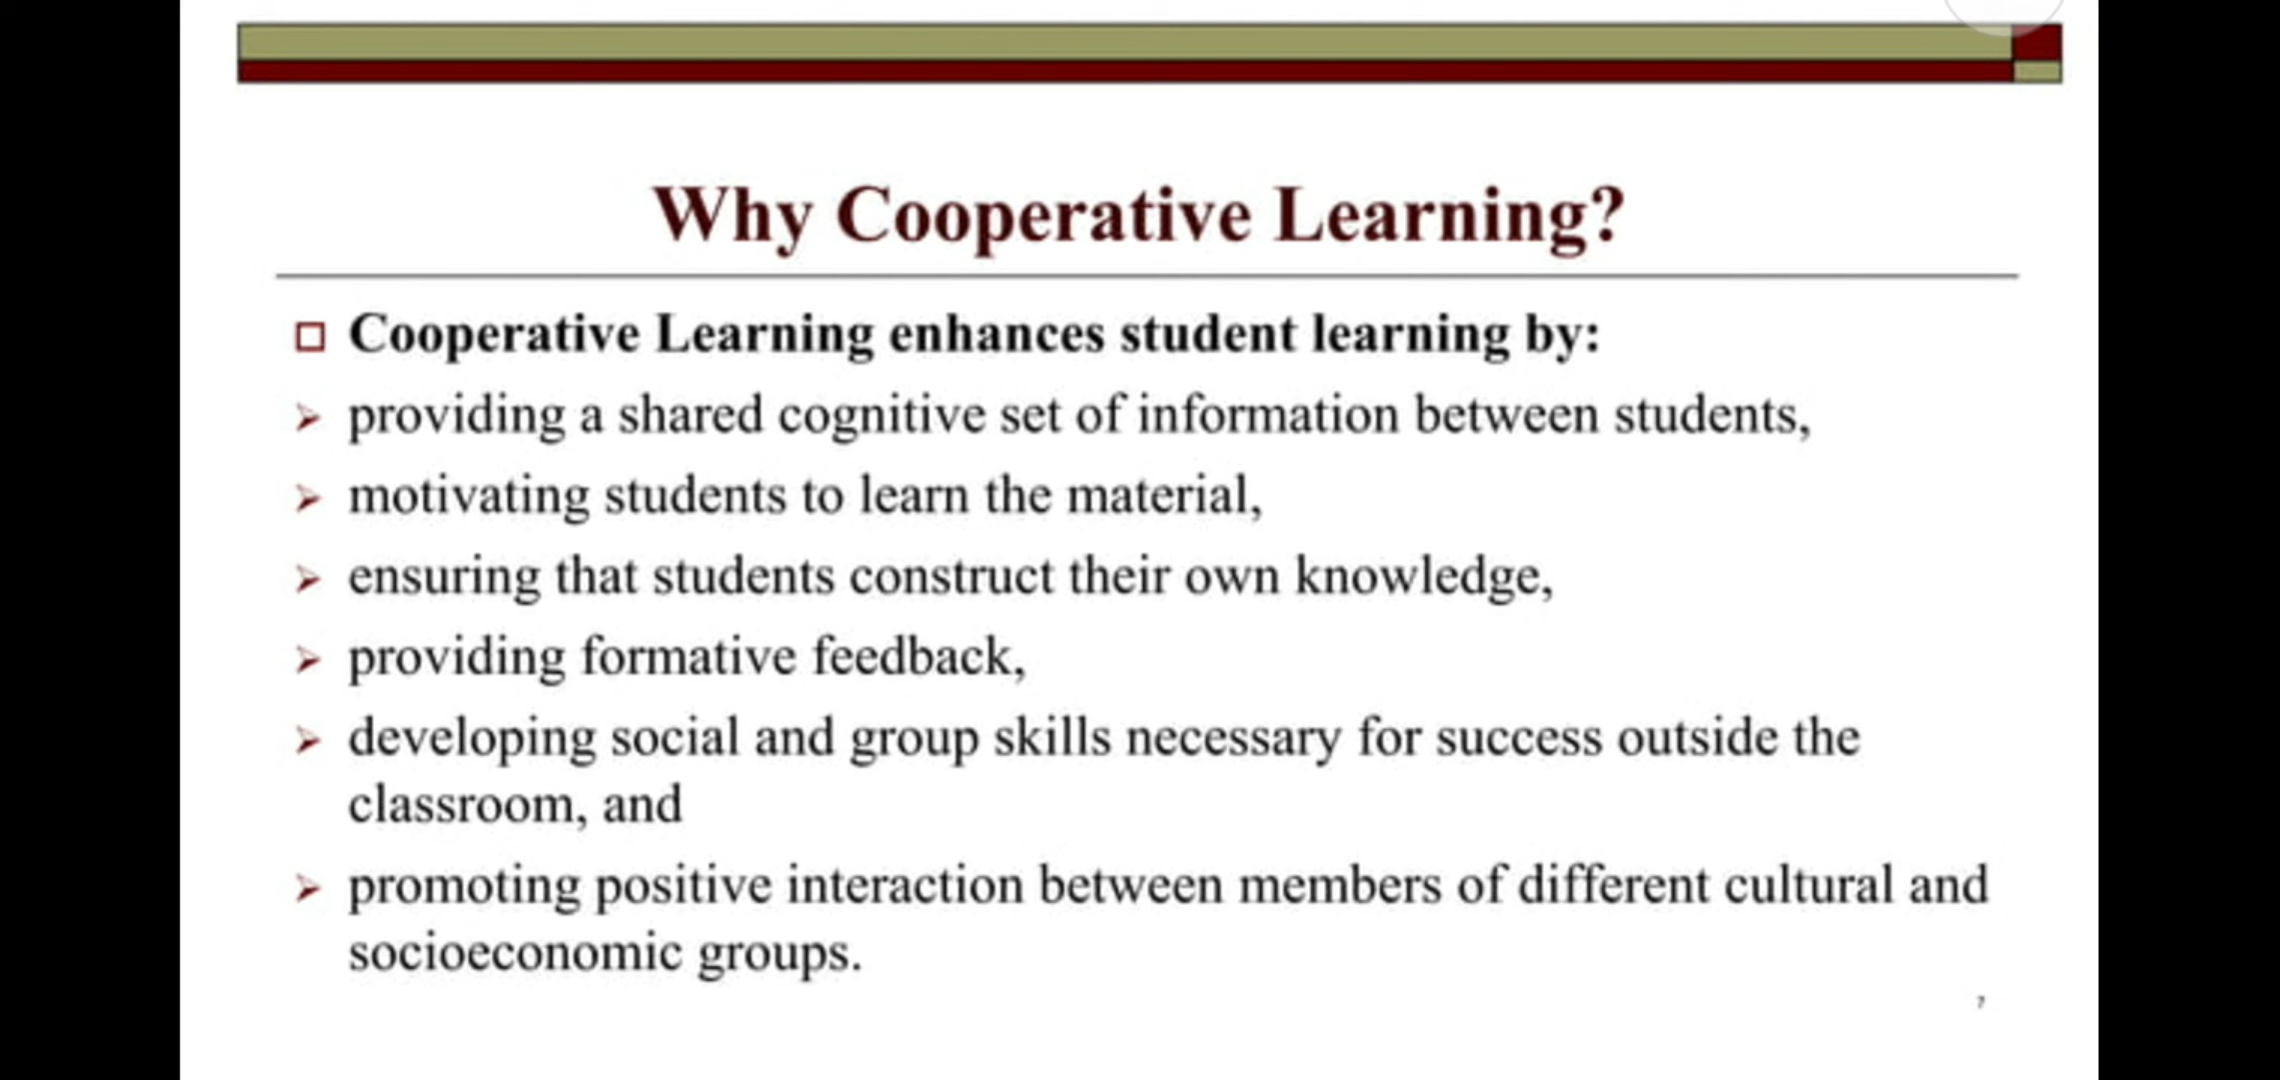 Why Cooperative Learning?
Cooperative Learning enhances student learning by:
providing a shared cognitive set of information between students,
motivating students to learn the material,
ensuring that students construct their own knowledge,
providing formative feedback,
developing social and group skills necessary for success outside the
classroom, and
promoting positive interaction between members of different cultural and
socioeconomic groups.
7